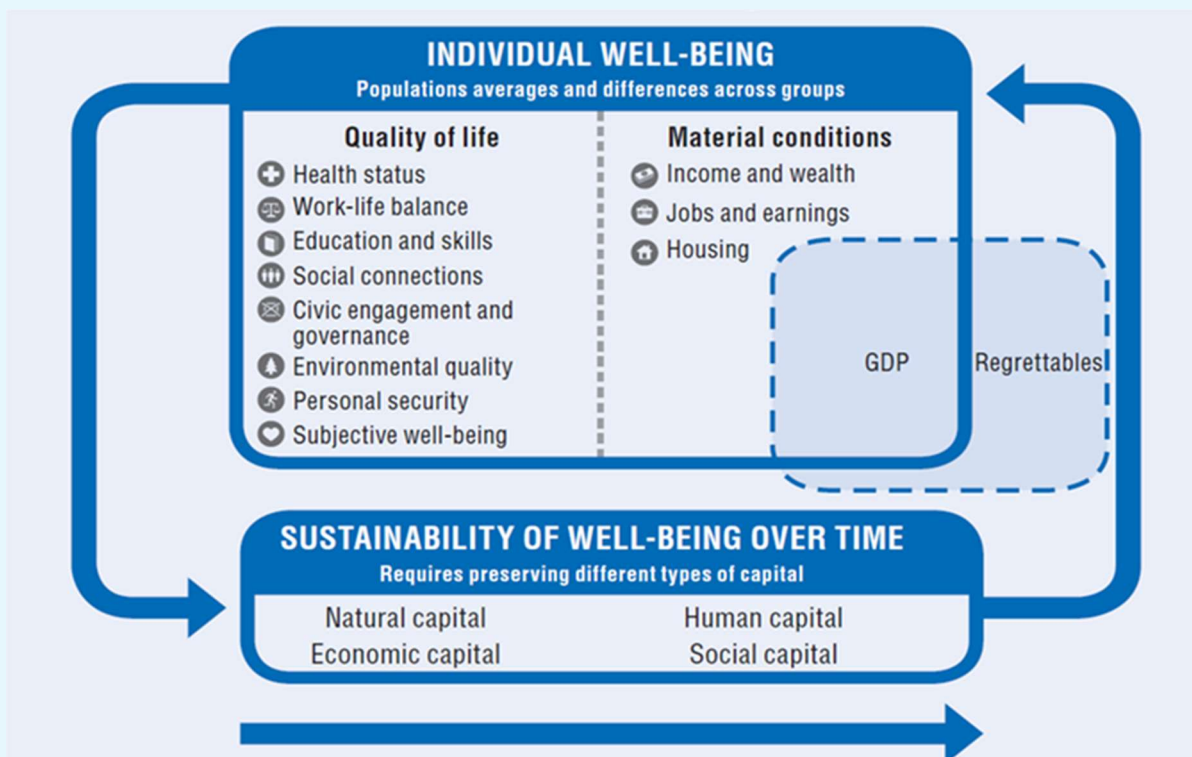 INDIVIDUAL WELL-BEING
Populations averages and differences across groups
Quality of life
Health status
Work-life balance
Education and skills
Social connections
Civic engagement and
governance
Environmental quality
Personal security
Subjective well-being
Material conditions
Income and wealth
Jobs and earnings
Housing
GDP
Regrettables
SUSTAINABILITY OF WELL-BEING OVER TIME
Requires preserving different types of capital
Natural capital
Human capital
Economic capital
Social capital